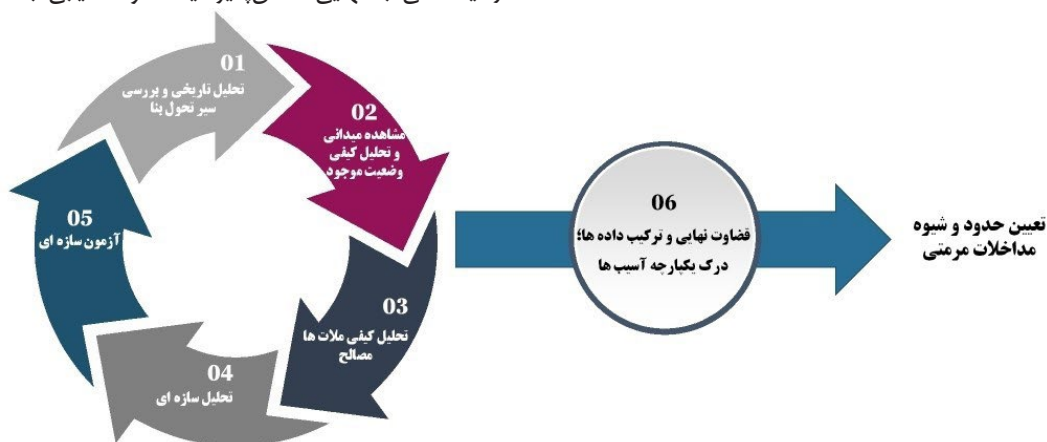 01
تحلیل تاریخی و بررسی
سیر تحول بنا
02
مشاهده میدانی
و تحلیل کیفی
وضعیت موجود
03
تحلیل کیفی ملات ها
مصالح
04
تحلیل سازه ای
05
آزمون سازه ای
06
قضاوت نهایی و ترکیب داده ها؛
درک یکپارچه آسیب ها
تعیین حدود و شیوه
مداخلات مرمتی